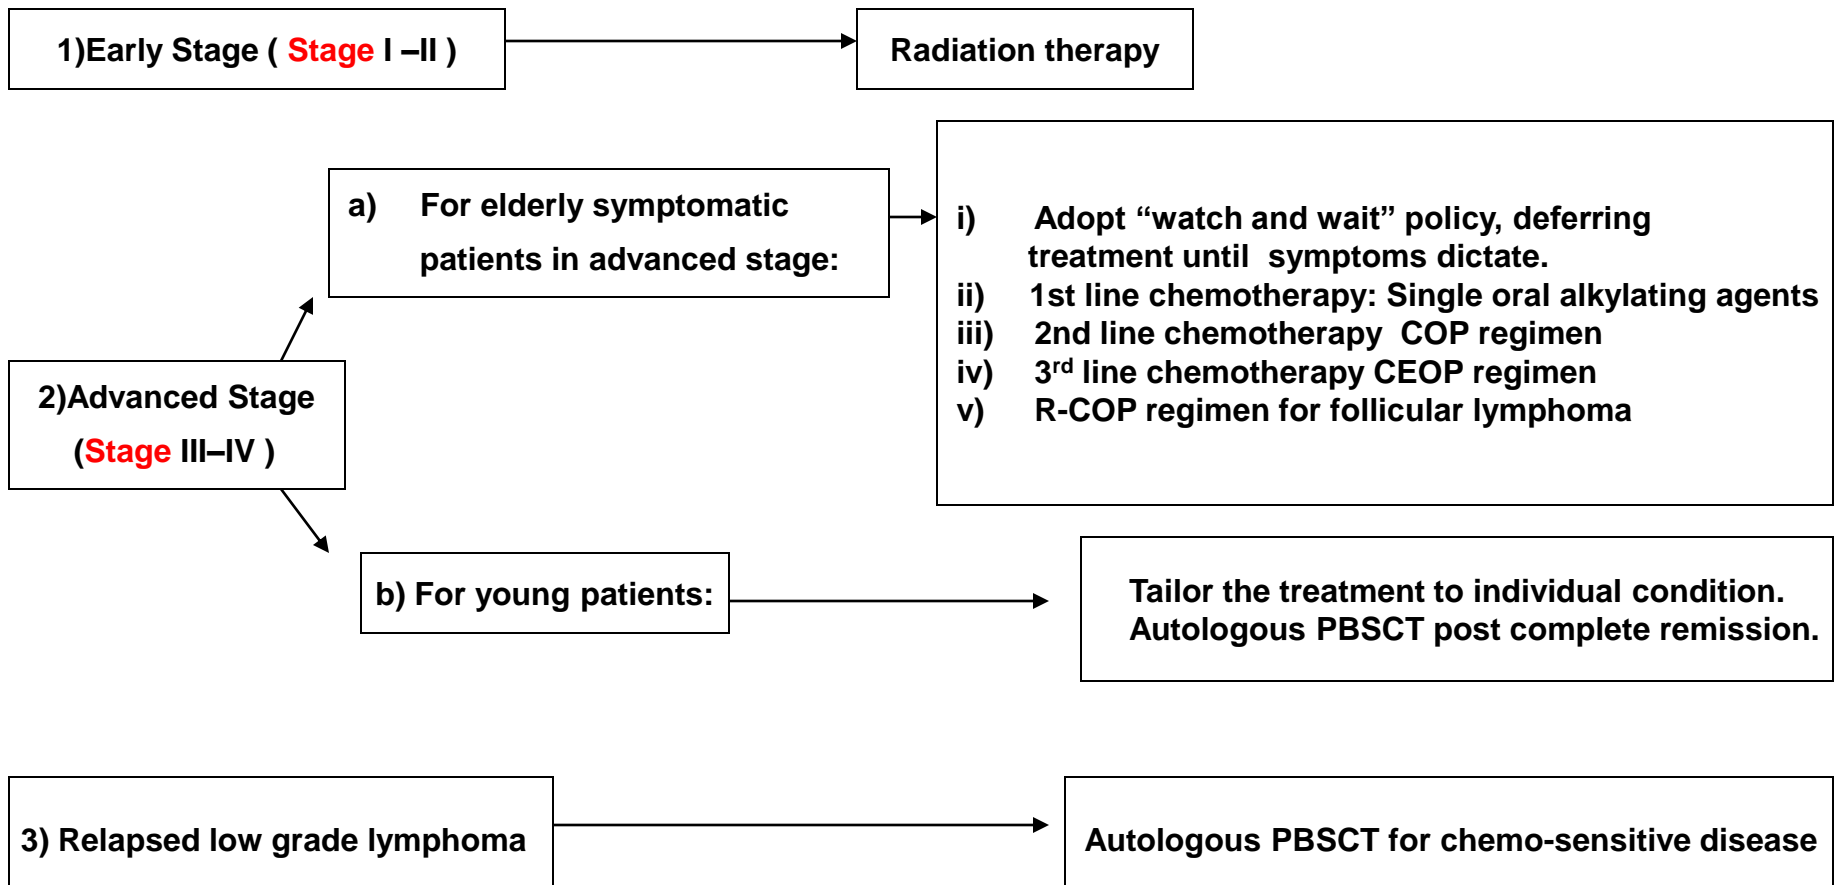 1)Early Stage ( Stage I –II )
Radiation therapy
a) For elderly symptomatic
patients in advanced stage:
i) Adopt “watch and wait” policy, deferring
treatment until symptoms dictate.
ii) 1st line chemotherapy: Single oral alkylating agents
iii) 2nd line chemotherapy COP regimen
iv) 3rd line chemotherapy CEOP regimen
v) R-COP regimen for follicular lymphoma
2)Advanced Stage
(Stage III–IV )
b) For young patients:
Tailor the treatment to individual condition.
Autologous PBSCT post complete remission.
3) Relapsed low grade lymphoma
Autologous PBSCT for chemo-sensitive disease